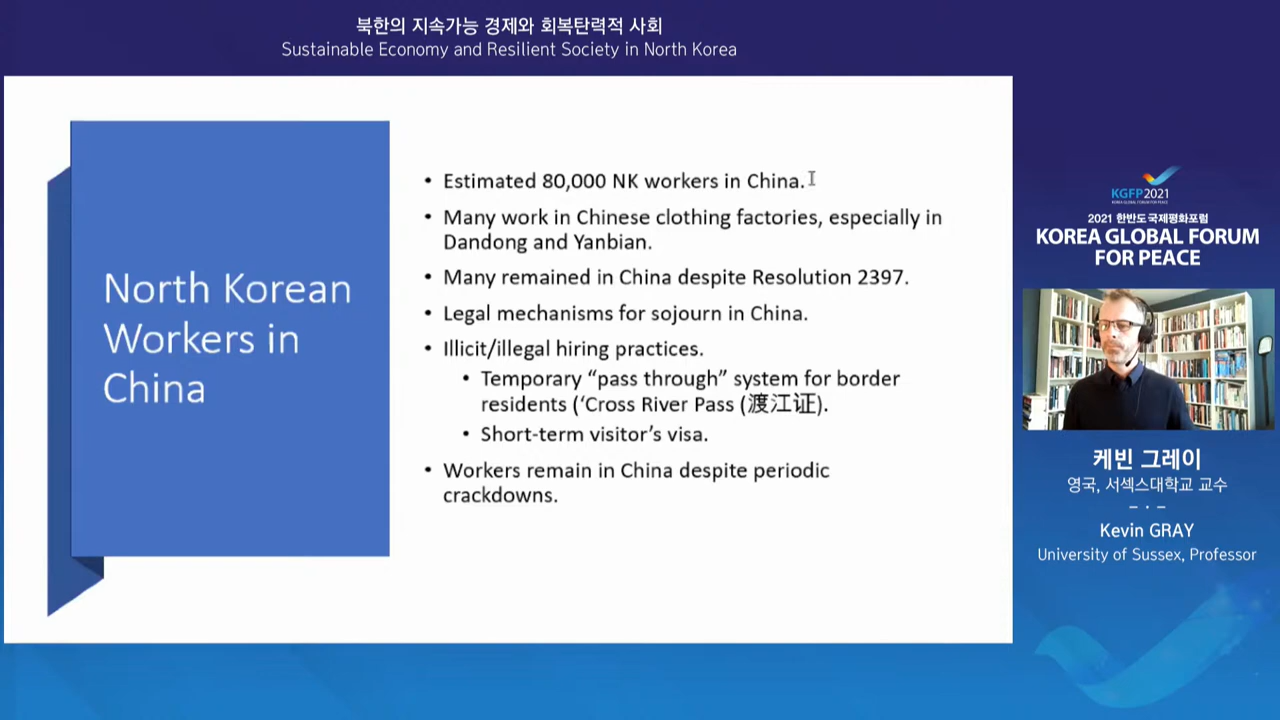 북한의 지속가능 경제와 회복탄력적 사회
Sustainable Economy and Resilient Society in North Korea
North Korean
Workers in
China
• Estimated 80,000 NK workers in China.
• Many work in Chinese clothing factories, especially in
Dandong and Yanbian.
• Many remained in China despite Resolution 2397.
• Legal mechanisms for sojourn in China.
• Illicit/illegal hiring practices.
• Temporary “pass through” system for border
residents (‘Cross River Pass (渡江证).
• Short-term visitor’s visa.
• Workers remain in China despite periodic
crackdowns.
KGFP2021
KOREA GLOBAL FORUM FOR PEACE
2021 한반도국제평화포럼
KOREA GLOBAL FORUM
FOR PEACE
케빈 그레이
영국, 서섹스대학교 교수
Kevin GRAY
University of Sussex, Professor